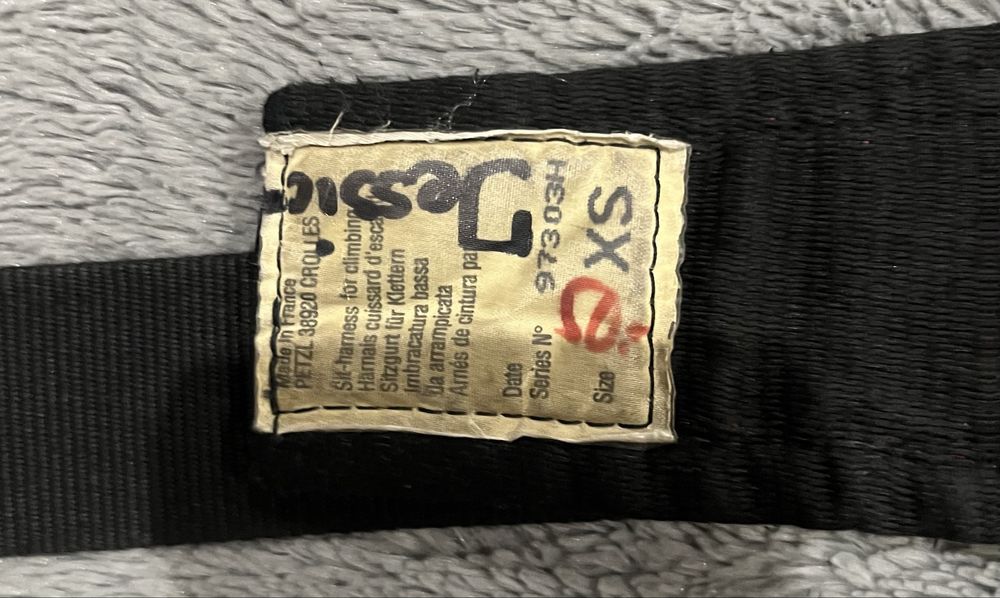 Made in France
PETZL 38920 CROLLES
Sit-harness for climbing
Harnais cuissard d'esca
Sitzgurt für Klettern
Imbracatura bassa
da arrampicata
Arnés de cintura pa
Jessic
Date
Series N° 97303H
Size XS